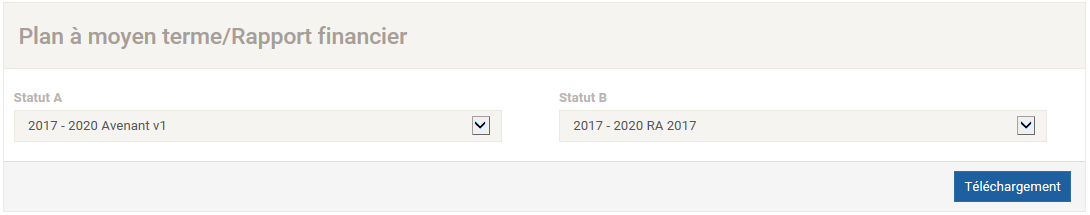 Plan à moyen terme/Rapport financier
Statut A
Statut B
2017 - 2020 Avenant v1
2017 - 2020 RA 2017
Téléchargement